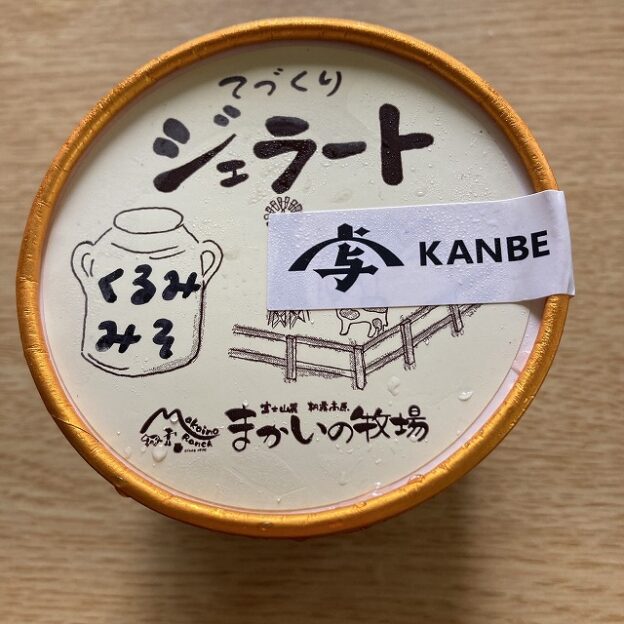 てづくり
ジェラート
KANBE
くるみ
みそ
富士山麓 朝霧高原
まかいの牧場
Makaino
Ranch